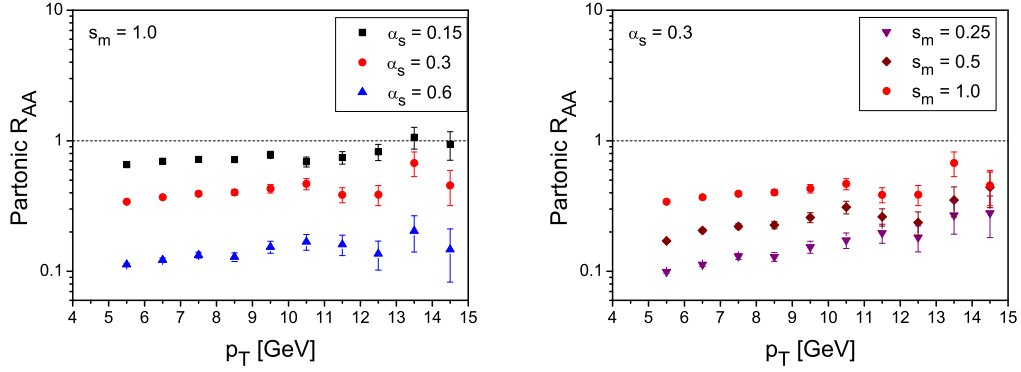 s_m = 1.0
α_s = 0.15
α_s = 0.3
α_s = 0.6
10
1
0.1
Partonic R_AA
4 5 6 7 8 9 10 11 12 13 14 15
p_T [GeV]
α_s = 0.3
s_m = 0.25
s_m = 0.5
s_m = 1.0
10
1
0.1
Partonic R_AA
4 5 6 7 8 9 10 11 12 13 14 15
p_T [GeV]